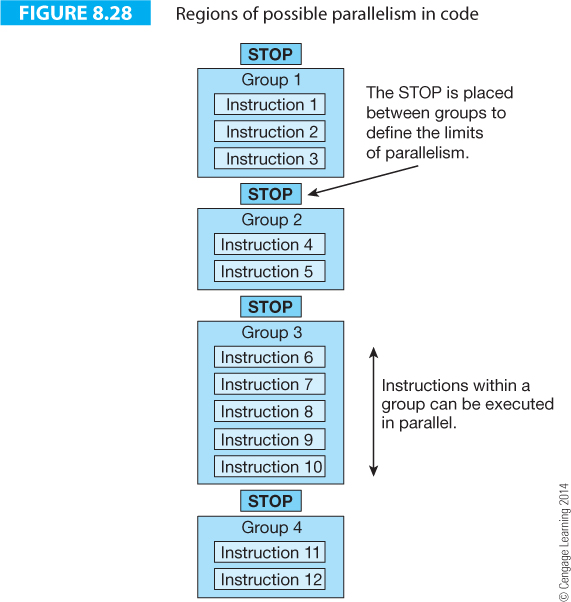 FIGURE 8.28 Regions of possible parallelism in code
STOP
Group 1
Instruction 1
Instruction 2
Instruction 3
The STOP is placed
between groups to
define the limits
of parallelism.
STOP
Group 2
Instruction 4
Instruction 5
STOP
Group 3
Instruction 6
Instruction 7
Instruction 8
Instruction 9
Instruction 10
Instructions within a
group can be executed
in parallel.
STOP
Group 4
Instruction 11
Instruction 12
© Cengage Learning 2014